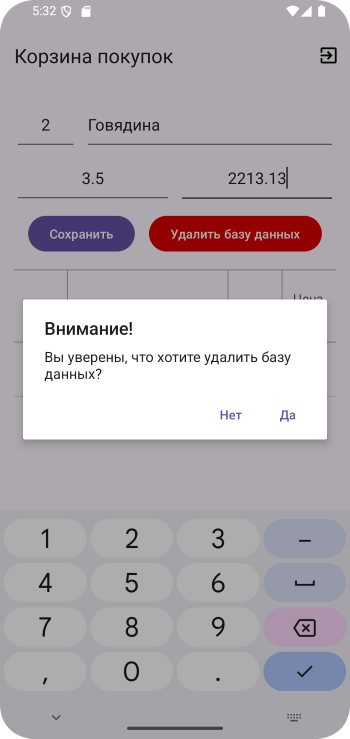 5:32
Корзина покупок
2 Говядина
3.5 2213.13
Сохранить Удалить базу данных
Цена
Внимание!
Вы уверены, что хотите удалить базу
данных?
Нет Да
1 2 3 –
4 5 6
7 8 9
, 0 .